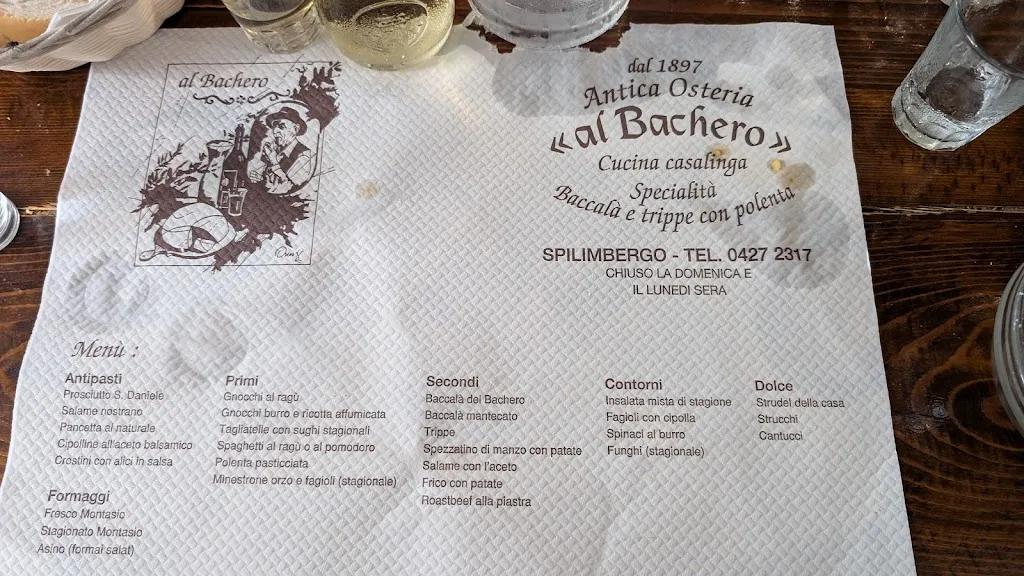 al Bachero
dal 1897
Antica Osteria
« al Bachero »
Cucina casalinga
Specialità
Baccalà e trippe con polenta
SPILIMBERGO - TEL. 0427 2317
CHIUSO LA DOMENICA E
IL LUNEDI SERA
Menù :
Antipasti
Prosciutto S. Daniele
Salame nostrano
Pancetta al naturale
Cipolline all'aceto balsamico
Crostini con alici in salsa
Formaggi
Fresco Montasio
Stagionato Montasio
Asino (formai salat)
Primi
Gnocchi al ragù
Gnocchi burro e ricotta affumicata
Tagliatelle con sughi stagionali
Spaghetti al ragù o al pomodoro
Polenta pasticciata
Minestrone orzo e fagioli (stagionale)
Secondi
Baccalà del Bachero
Baccalà mantecato
Trippe
Spezzatino di manzo con patate
Salame con l'aceto
Frico con patate
Roastbeef alla piastra
Contorni
Insalata mista di stagione
Fagioli con cipolla
Spinaci al burro
Funghi (stagionale)
Dolce
Strudel della casa
Strucchi
Cantucci